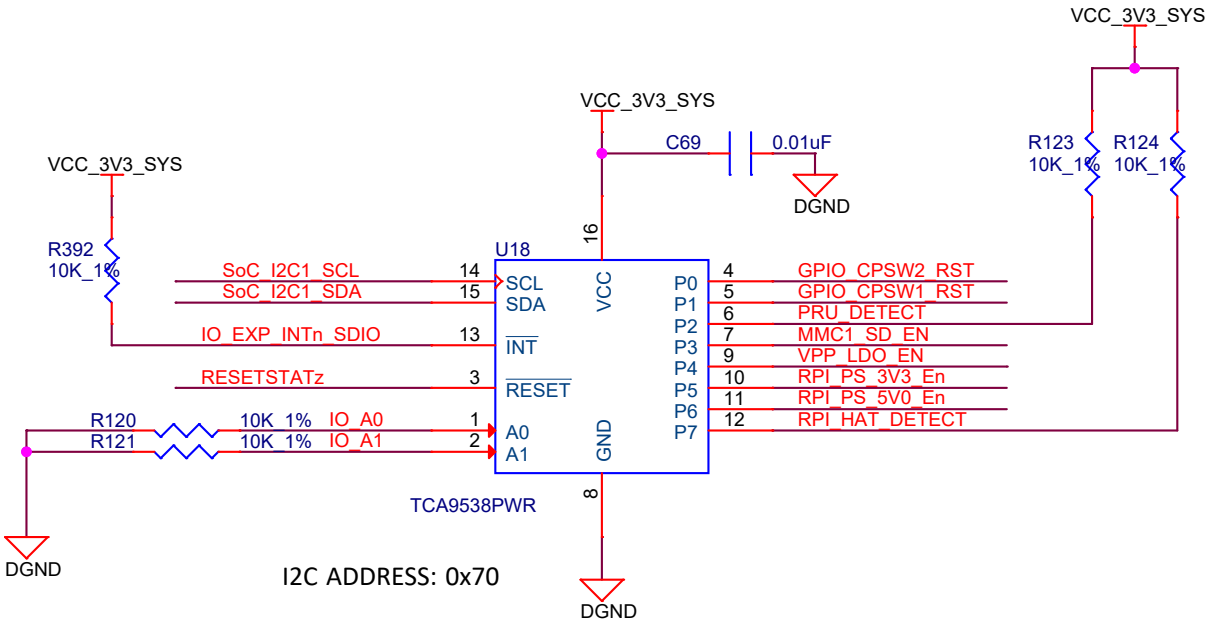 VCC_3V3_SYS
VCC_3V3_SYS
C69 0.01uF
R123 R124
10K_1% 10K_1%
DGND
VCC_3V3_SYS
R392
10K_1%
U18
16
VCC
SoC_I2C1_SCL 14 SCL
SoC_I2C1_SDA 15 SDA
IO_EXP_INTn_SDIO 13 INT
RESETSTATz 3 RESET
R120 10K_1% IO_A0 1 A0
R121 10K_1% IO_A1 2 A1
P0 4 GPIO_CPSW2_RST
P1 5 GPIO_CPSW1_RST
P2 6 PRU_DETECT
P3 7 MMC1_SD_EN
P4 9 VPP_LDO_EN
P5 10 RPI_PS_3V3_En
P6 11 RPI_PS_5V0_En
P7 12 RPI_HAT_DETECT
GND
8
TCA9538PWR
DGND
I2C ADDRESS: 0x70
DGND